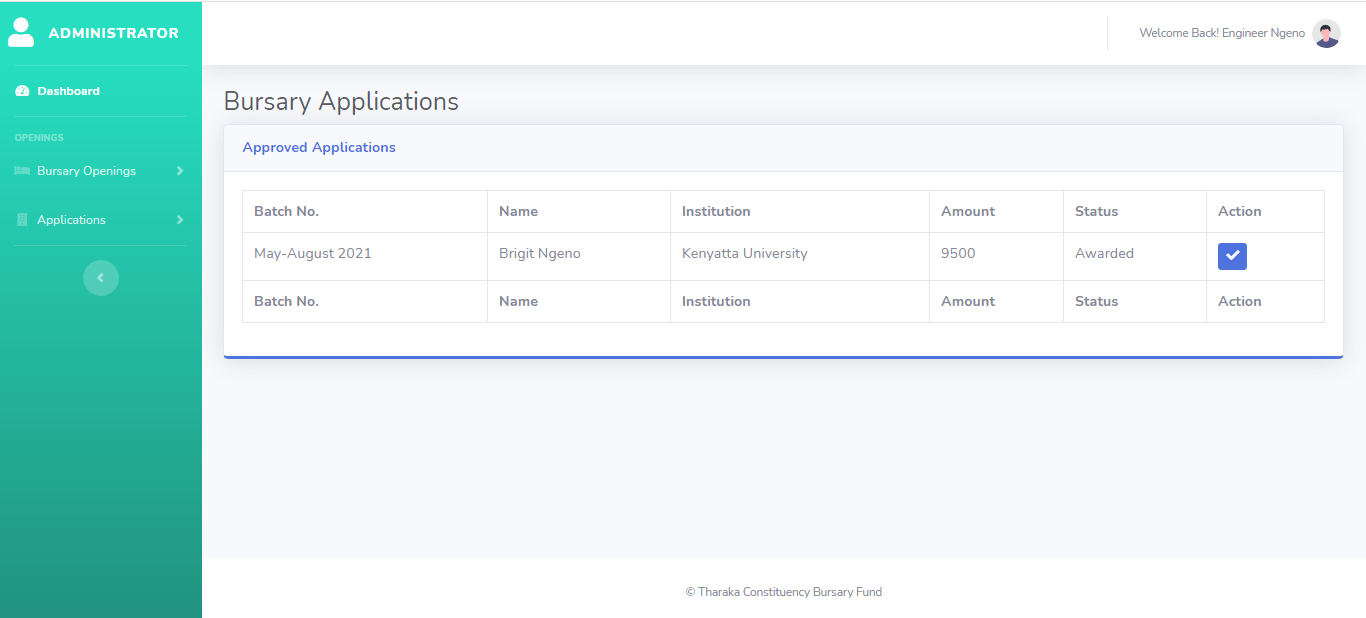 ADMINISTRATOR
Welcome Back! Engineer Ngeno
Dashboard
OPENINGS
Bursary Openings
Applications
Bursary Applications
Approved Applications
Batch No. Name Institution Amount Status Action
May-August 2021 Brigit Ngeno Kenyatta University 9500 Awarded
Batch No. Name Institution Amount Status Action
© Tharaka Constituency Bursary Fund